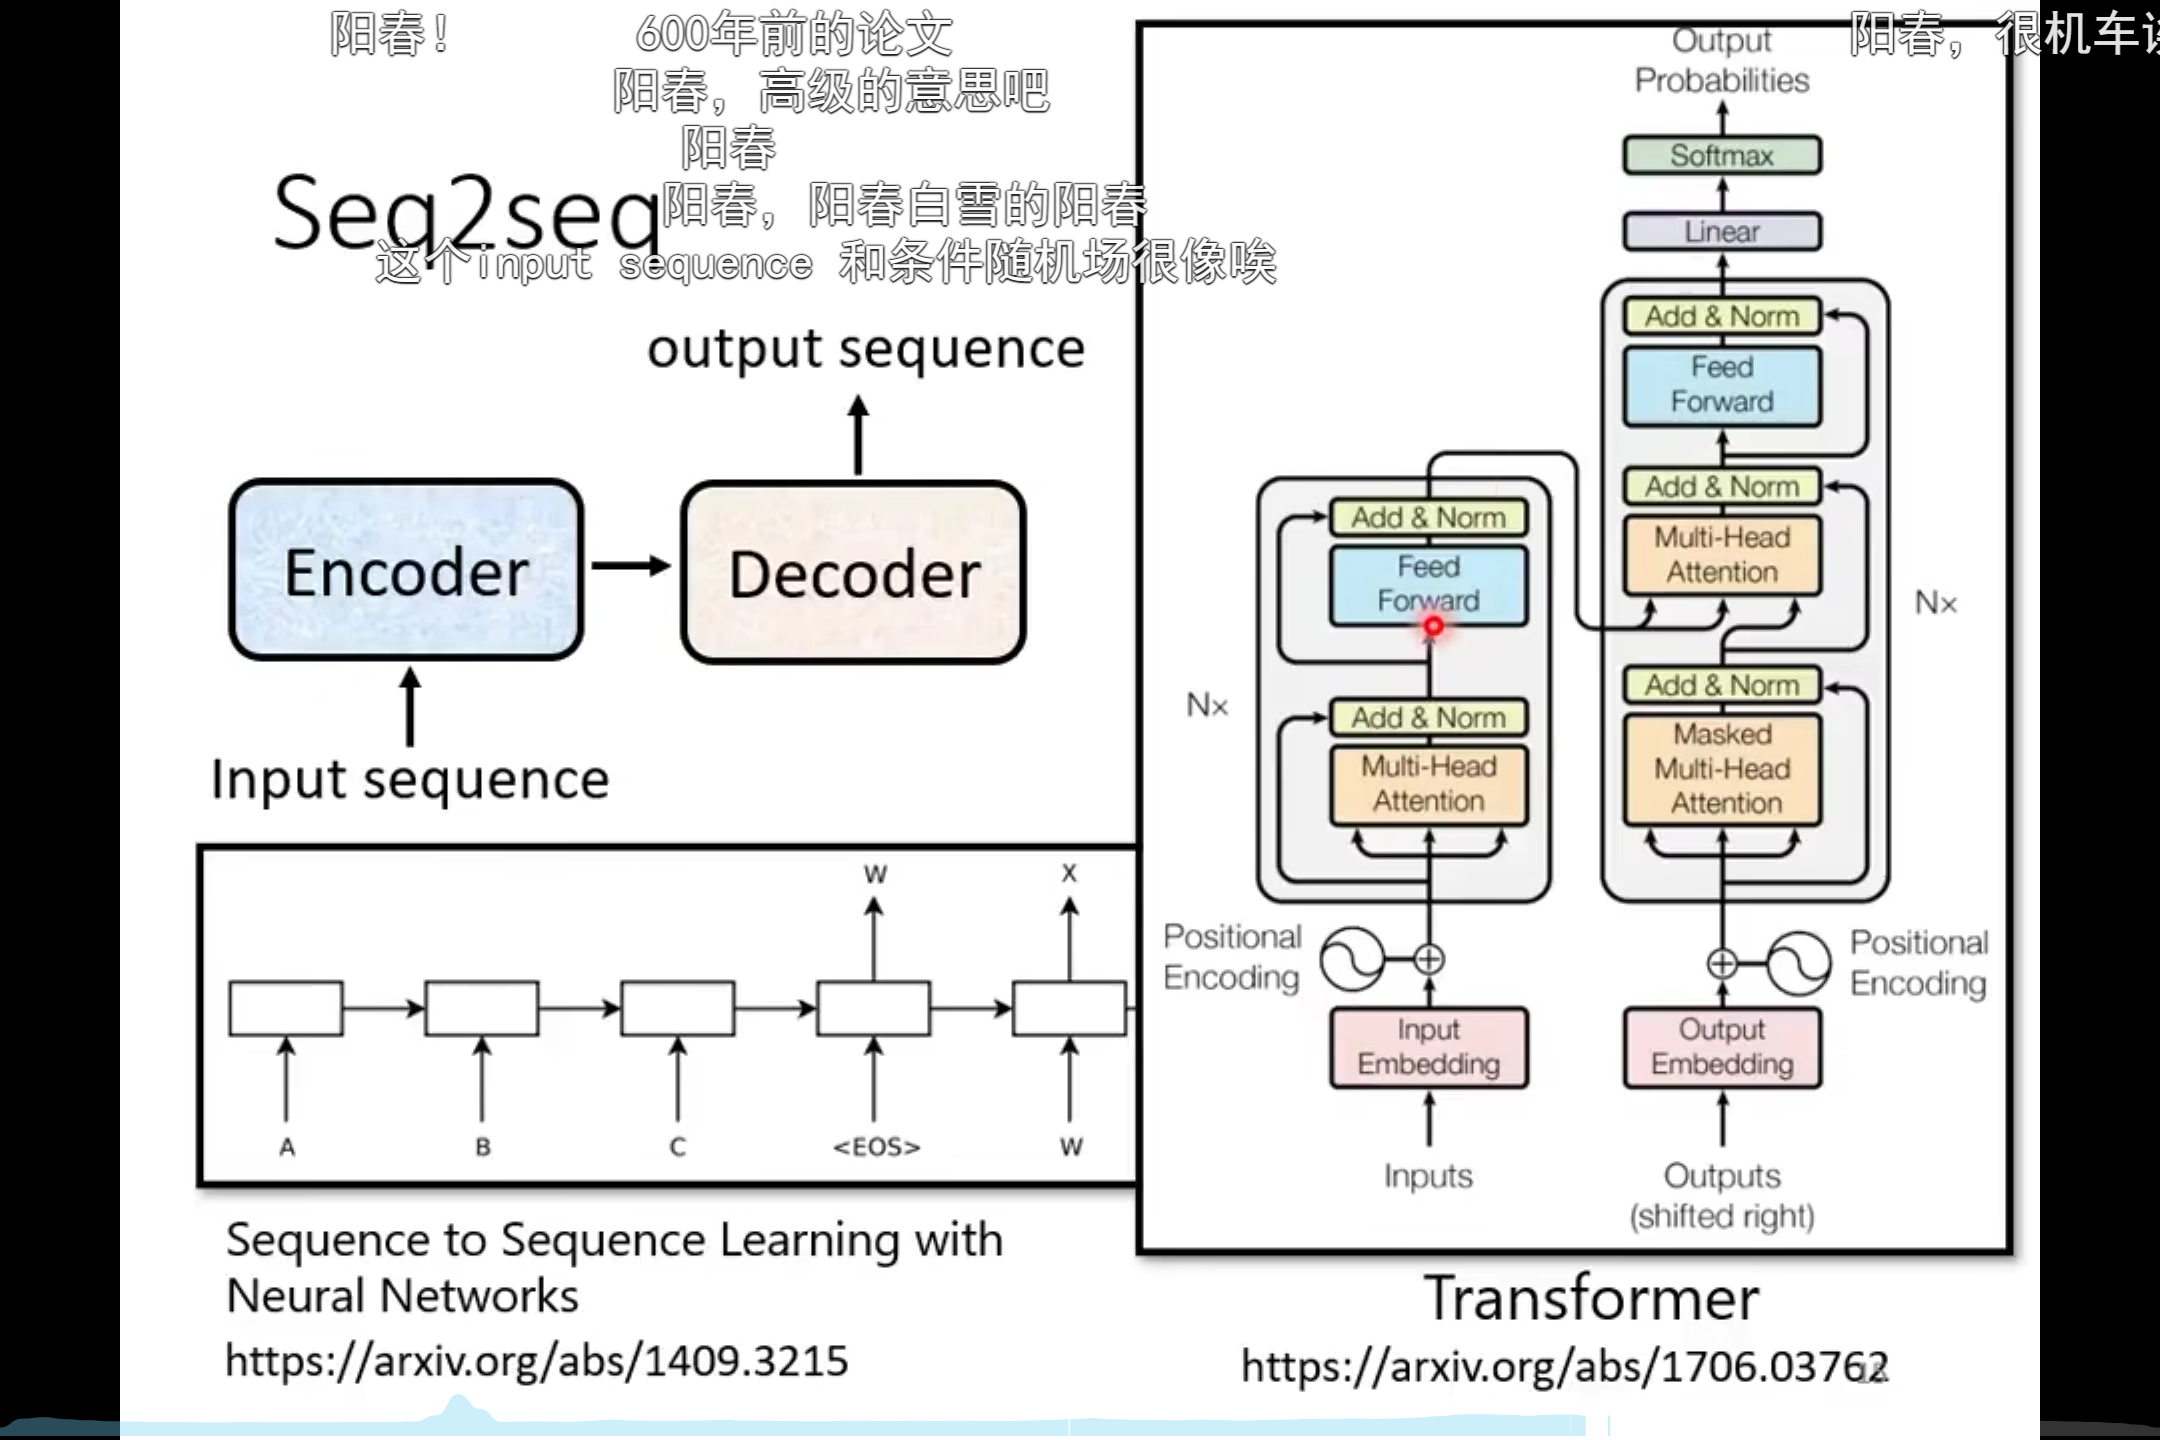 阳春！
600年前的论文
阳春，很机车
阳春，高级的意思吧
阳春
阳春，阳春白雪的阳春
这个input sequence 和条件随机场很像唉
Seq2seq
output sequence
Encoder
Decoder
Input sequence
W
X
A
B
C
<EOS>
W
Sequence to Sequence Learning with
Neural Networks
https://arxiv.org/abs/1409.3215
Output
Probabilities
Softmax
Linear
Add & Norm
Feed
Forward
Add & Norm
Multi-Head
Attention
Nx
Add & Norm
Masked
Multi-Head
Attention
Add & Norm
Feed
Forward
Nx
Add & Norm
Multi-Head
Attention
Positional
Encoding
Positional
Encoding
Input
Embedding
Output
Embedding
Inputs
Outputs
(shifted right)
Transformer
https://arxiv.org/abs/1706.03762
15